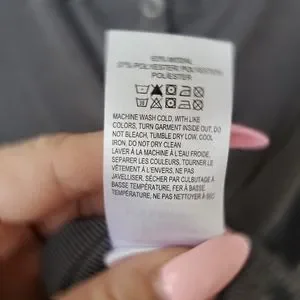 POLYESTER
MACHINE WASH COLD, WITH LIKE
COLORS, TURN GARMENT INSIDE OUT, DO
NOT BLEACH, TUMBLE DRY LOW, COOL
IRON, DO NOT DRY CLEAN
LAVER À LA MACHINE À L'EAU FROIDE,
SÉPARER LES COULEURS, TOURNER LE
VÊTEMENT À L'ENVERS, NE PAS
JAVELLISER, SÉCHER PAR CULBUTAGE À
BASSE TEMPÉRATURE, FER À BASSE
TEMPÉRATURE, NE PAS NETTOYER À SEC